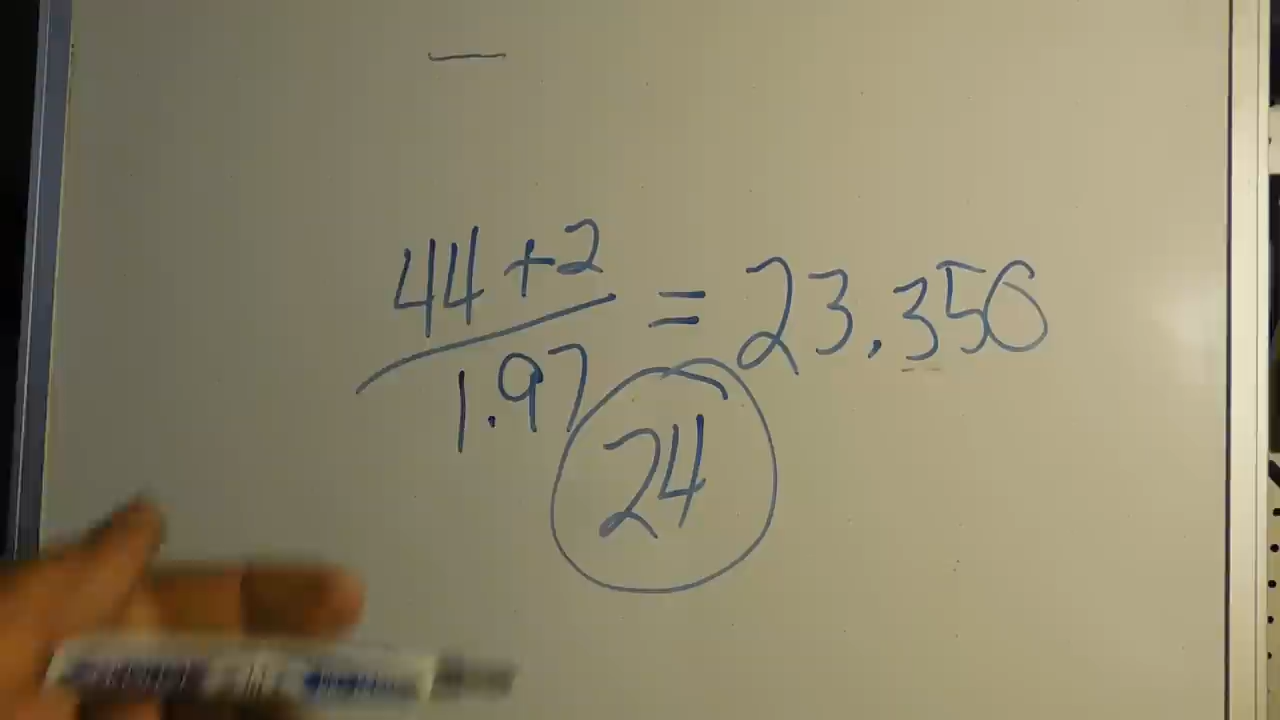 44 + 2
= 23.350
1.97
24